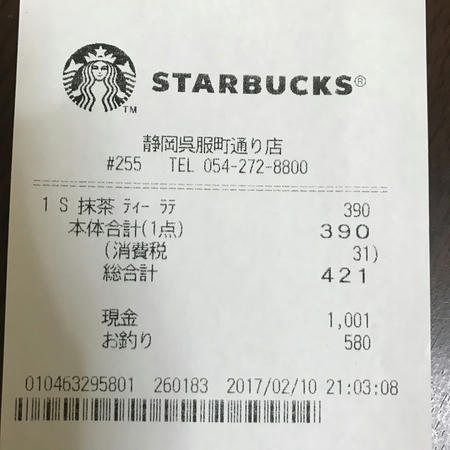 STARBUCKS®
TM
静岡呉服町通り店
#255 TEL 054-272-8800
1 S 抹茶 ティー ラテ 390
本体合計(1点) 390
(消費税 31)
総合計 421
現金 1,001
お釣り 580
010463295801 260183 2017/02/10 21:03:08